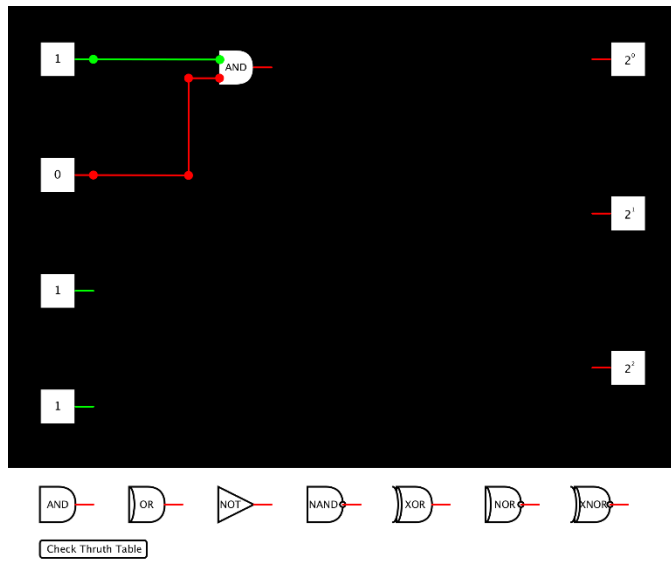 1
AND
2⁰
0
2¹
1
2²
1
AND
OR
NOT
NAND
XOR
NOR
XNOR
Check Thruth Table